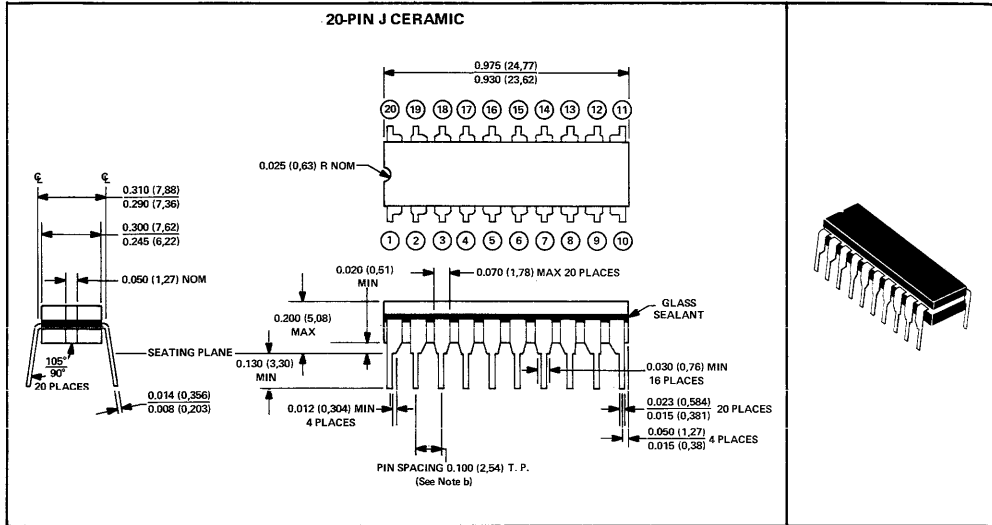 20-PIN J CERAMIC
0.975 (24,77)
0.930 (23,62)
20 19 18 17 16 15 14 13 12 11
0.025 (0,63) R NOM
1 2 3 4 5 6 7 8 9 10
℄ ℄
0.310 (7,88)
0.290 (7,36)
0.300 (7,62)
0.245 (6,22)
0.050 (1,27) NOM
105°
90°
20 PLACES
0.014 (0,356)
0.008 (0,203)
0.020 (0,51)
MIN
0.070 (1,78) MAX 20 PLACES
0.200 (5,08)
MAX
GLASS
SEALANT
SEATING PLANE
0.130 (3,30)
MIN
0.030 (0,76) MIN
16 PLACES
0.012 (0,304) MIN
4 PLACES
0.023 (0,584)
0.015 (0,381)
20 PLACES
0.050 (1,27)
0.015 (0,38)
4 PLACES
PIN SPACING 0.100 (2,54) T. P.
(See Note b)